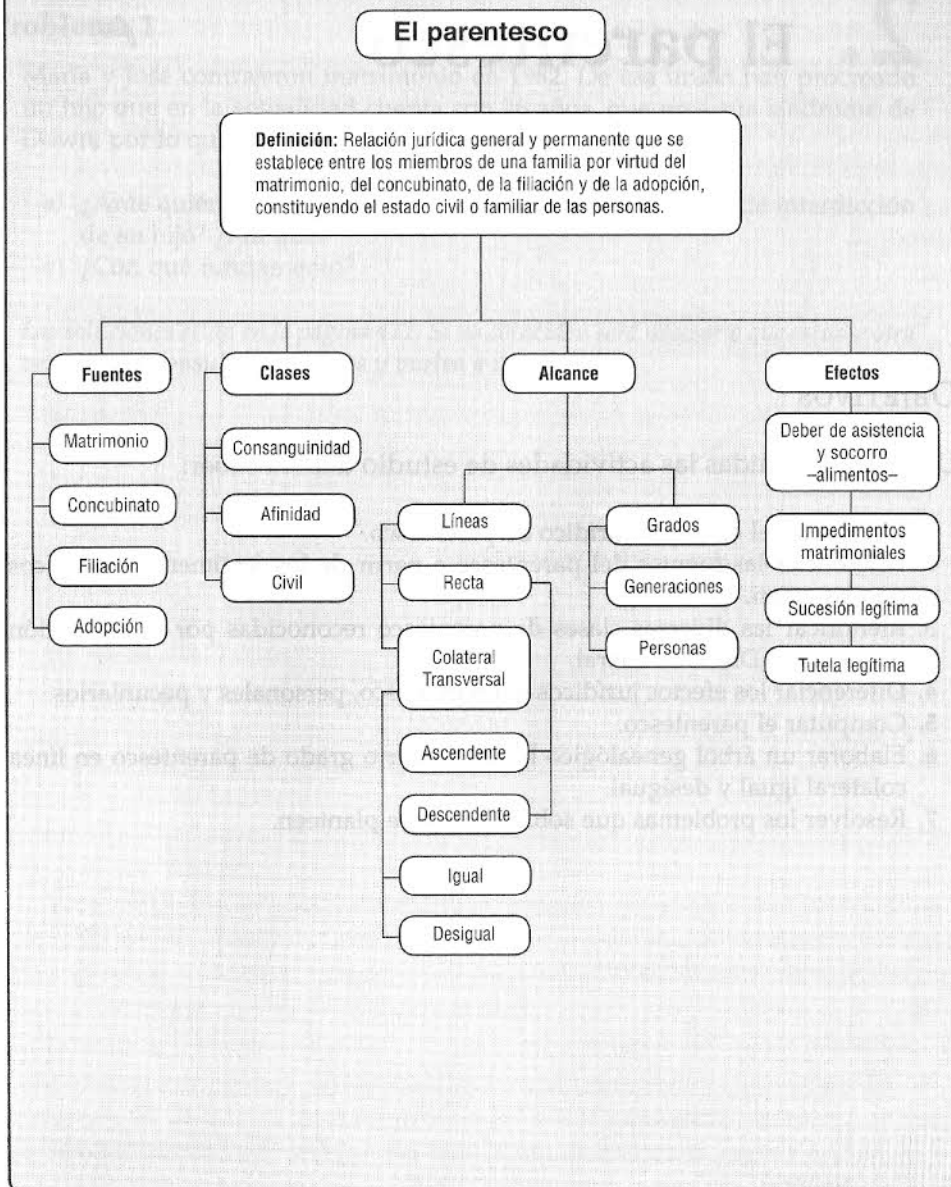 El parentesco
Definición: Relación jurídica general y permanente que se
establece entre los miembros de una familia por virtud del
matrimonio, del concubinato, de la filiación y de la adopción,
constituyendo el estado civil o familiar de las personas.
Fuentes
Matrimonio
Concubinato
Filiación
Adopción
Clases
Consanguinidad
Afinidad
Civil
Alcance
Líneas
Recta
Colateral
Transversal
Ascendente
Descendente
Igual
Desigual
Grados
Generaciones
Personas
Efectos
Deber de asistencia
y socorro
–alimentos–
Impedimentos
matrimoniales
Sucesión legítima
Tutela legítima